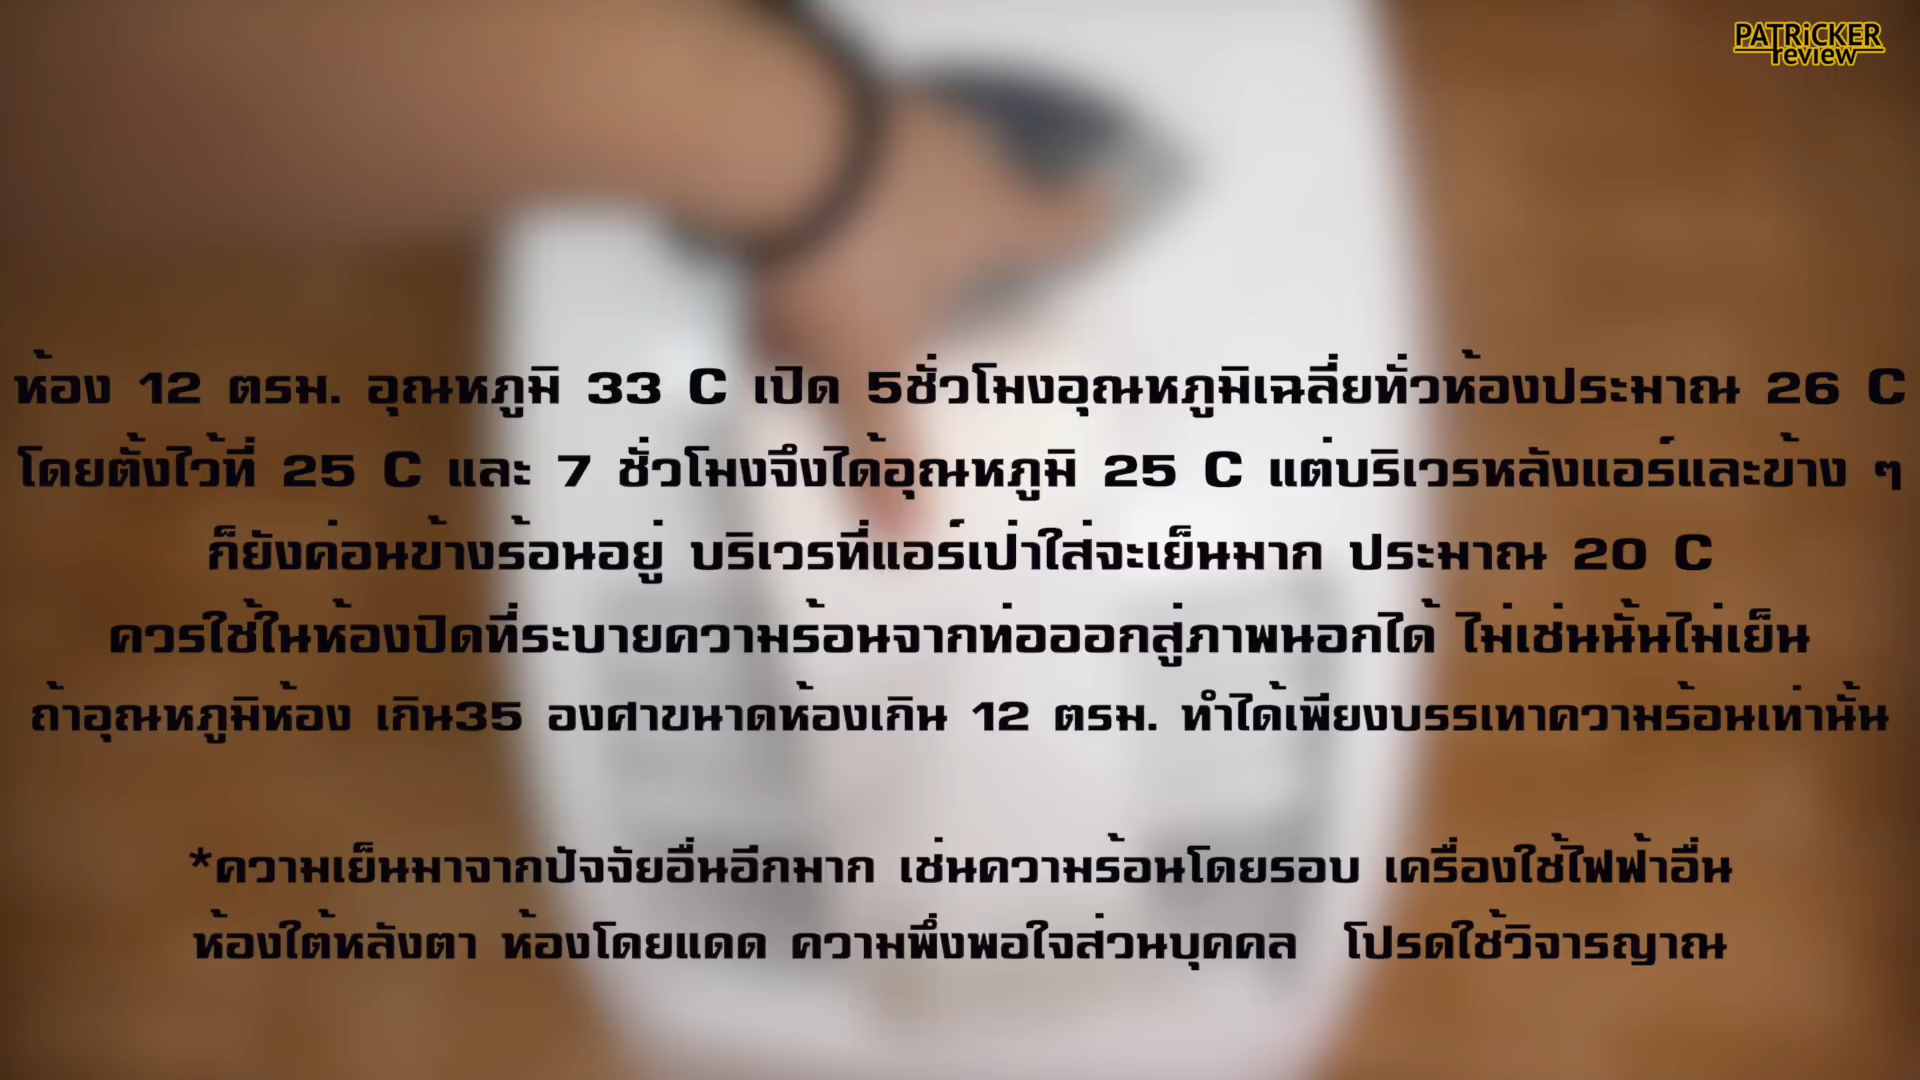 PATRiCKER
review
ห้อง 12 ตรม. อุณหภูมิ 33 C เปิด 5ชั่วโมงอุณหภูมิเฉลี่ยทั่วห้องประมาณ 26 C
โดยตั้งไว้ที่ 25 C และ 7 ชั่วโมงจึงได้อุณหภูมิ 25 C แต่บริเวรหลังแอร์และข้าง ๆ
ก็ยังค่อนข้างร้อนอยู่ บริเวรที่แอร์เป่าใส่จะเย็นมาก ประมาณ 20 C
ควรใช้ในห้องปิดที่ระบายความร้อนจากท่อออกสู่ภาพนอกได้ ไม่เช่นนั้นไม่เย็น
ถ้าอุณหภูมิห้อง เกิน35 องศาขนาดห้องเกิน 12 ตรม. ทำได้เพียงบรรเทาความร้อนเท่านั้น
*ความเย็นมาจากปัจจัยอื่นอีกมาก เช่นความร้อนโดยรอบ เครื่องใช้ไฟฟ้าอื่น
ห้องใต้หลังตา ห้องโดยแดด ความพึ่งพอใจส่วนบุคคล โปรดใช้วิจารญาณ